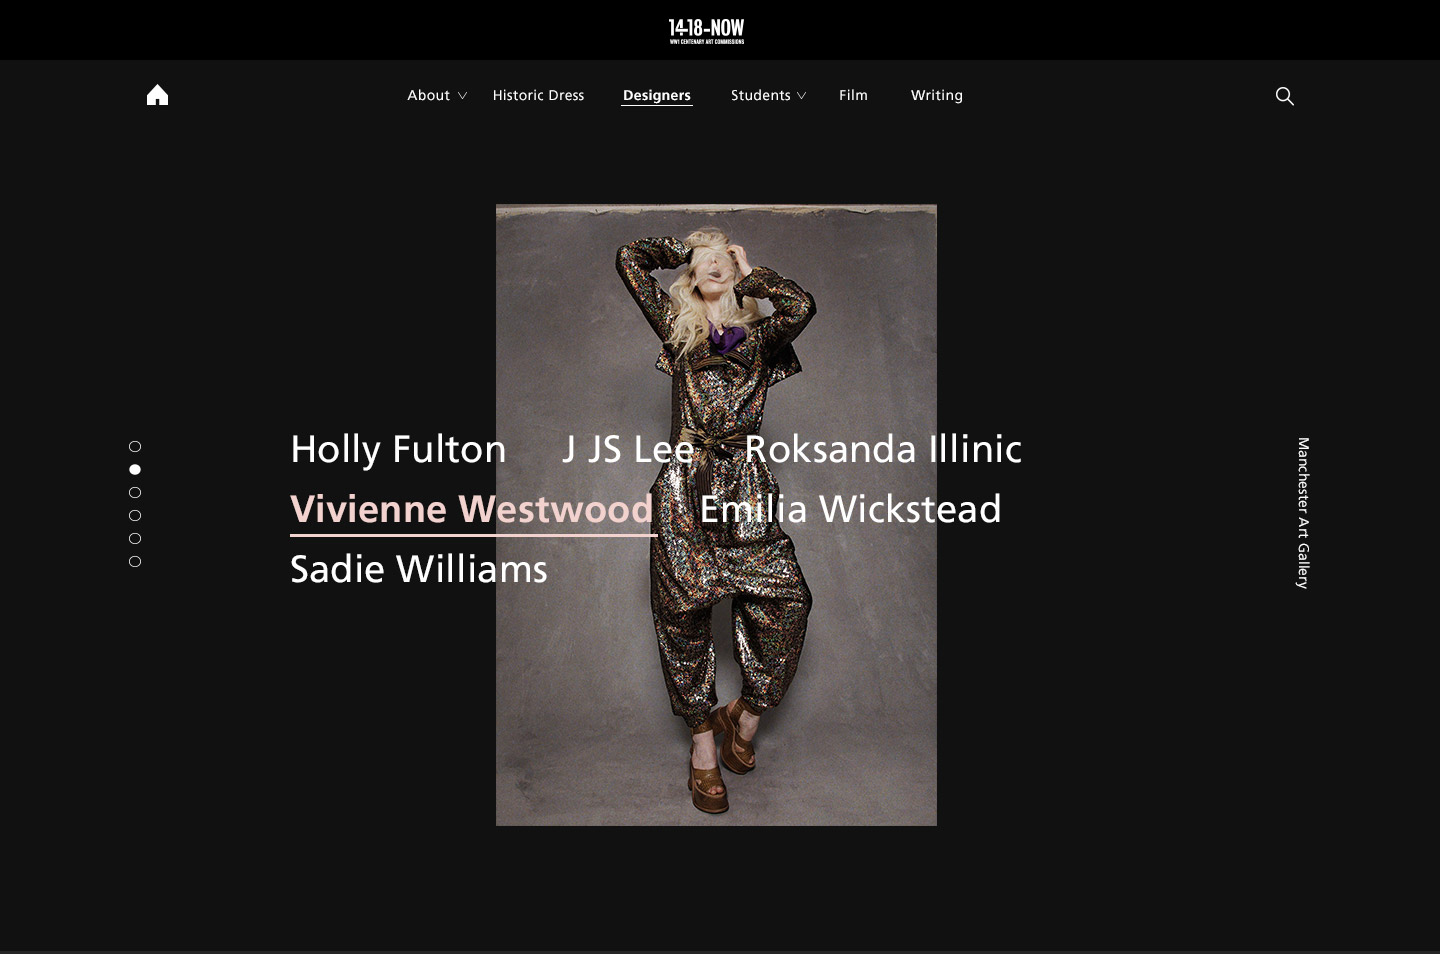 14-18-NOW
WW1 CENTENARY ART COMMISSIONS
About Historic Dress Designers Students Film Writing
Holly Fulton J JS Lee Roksanda Illinic
Vivienne Westwood Emilia Wickstead
Sadie Williams
Manchester Art Gallery